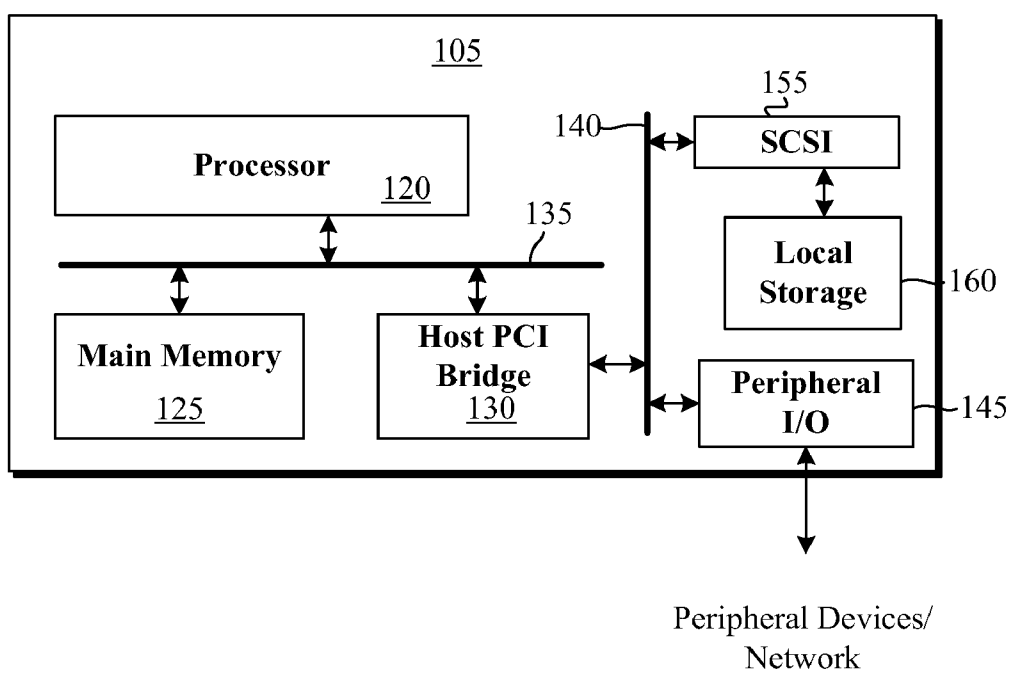 105
Processor
120
135
Main Memory
125
Host PCI
Bridge
130
140
155
SCSI
Local
Storage
160
Peripheral
I/O
145
Peripheral Devices/
Network